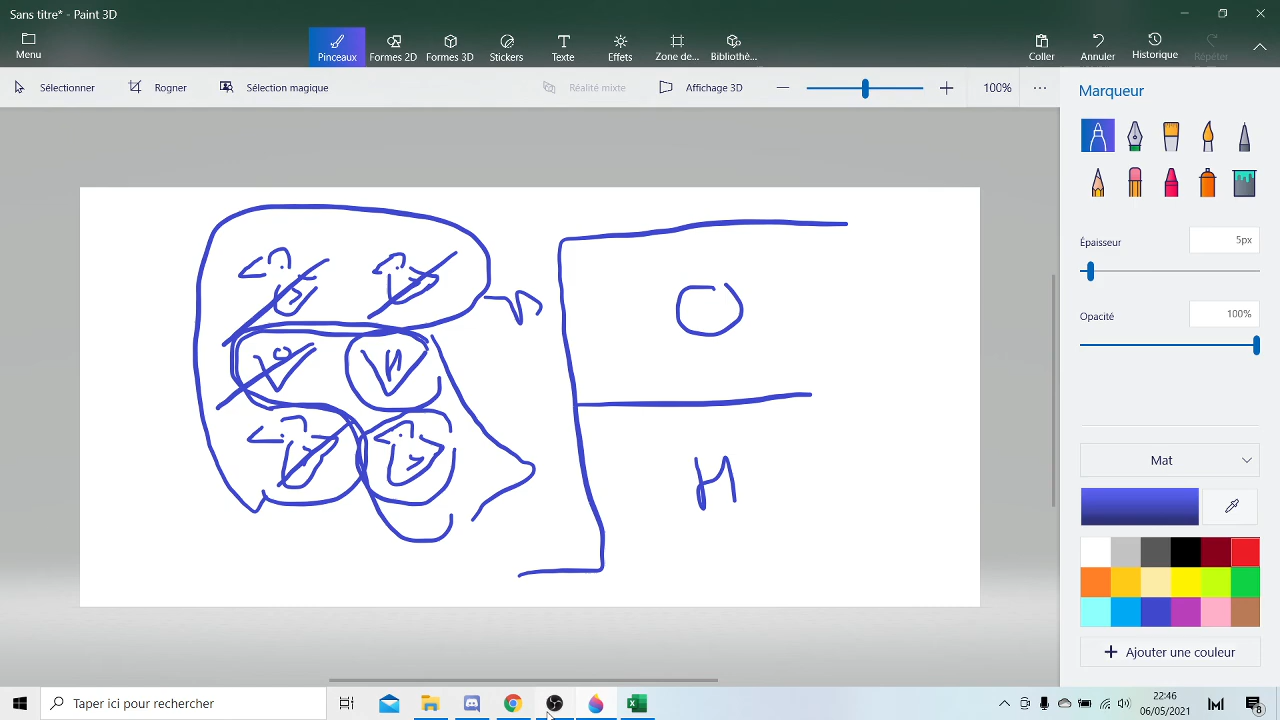 Sans titre* - Paint 3D
Menu
Pinceaux
Formes 2D
Formes 3D
Stickers
Texte
Effets
Zone de...
Bibliothè...
Coller
Annuler
Historique
Répéter
Sélectionner
Rogner
Sélection magique
Réalité mixte
Affichage 3D
100%
Marqueur
Épaisseur
5px
Opacité
100%
Mat
Ajouter une couleur
O
H
Taper ici pour rechercher
22:46
06/05/2021
8